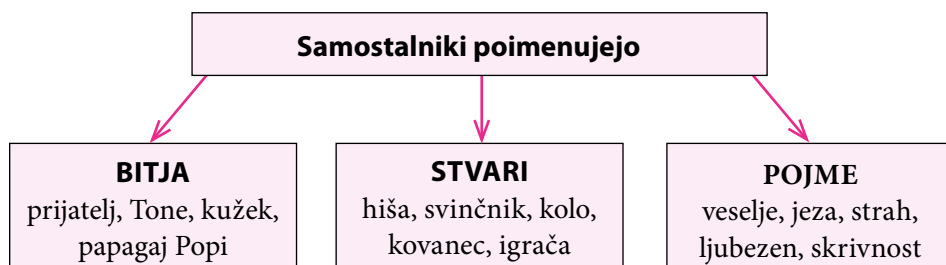 Samostalniki poimenujejo
BITJA
prijatelj, Tone, kužek,
papagaj Popi
STVARI
hiša, svinčnik, kolo,
kovanec, igrača
POJME
veselje, jeza, strah,
ljubezen, skrivnost